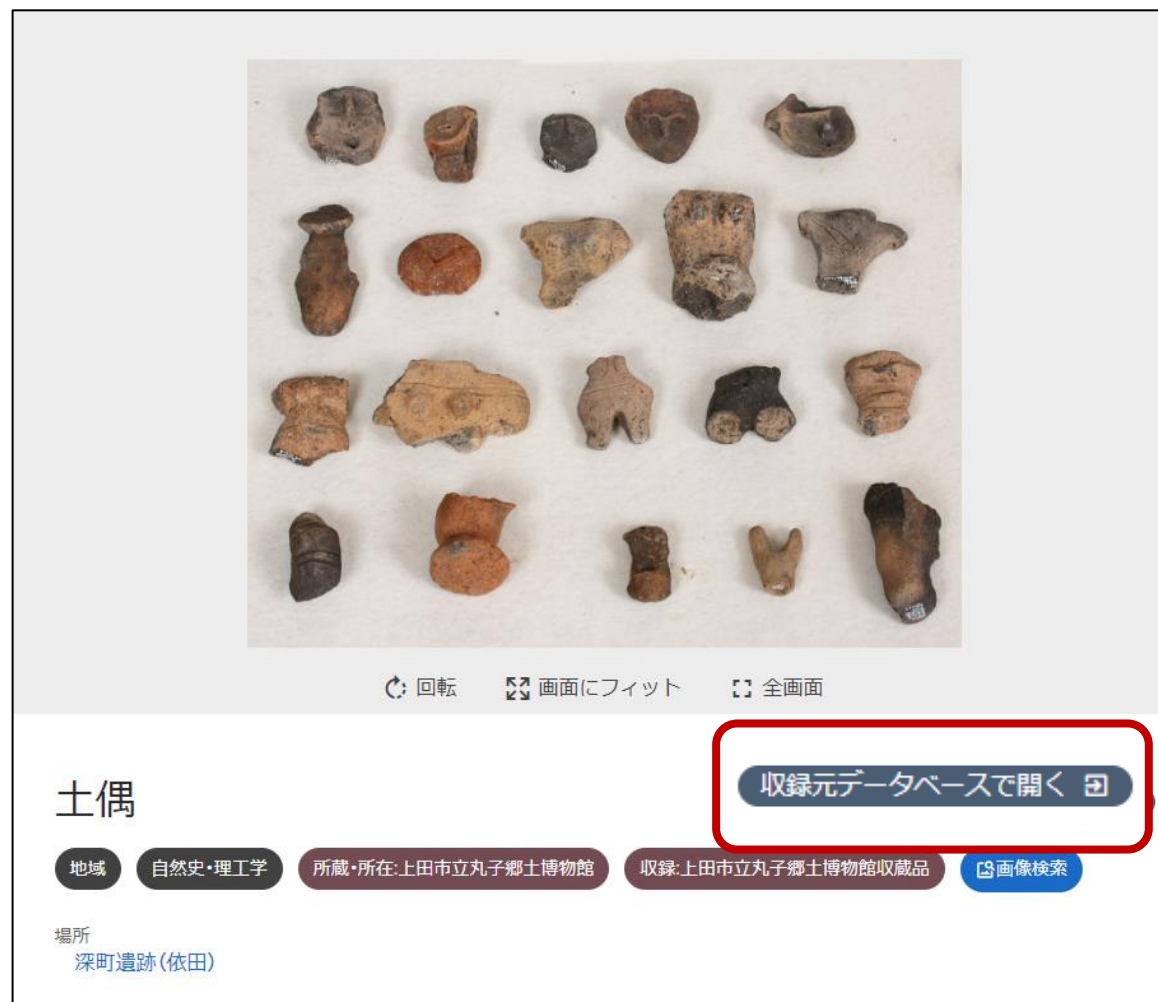 回転 画面にフィット 全画面
収録元データベースで開く
土偶
地域 自然史・理工学 所蔵・所在:上田市立丸子郷土博物館 収録:上田市立丸子郷土博物館収蔵品 画像検索
場所
深町遺跡(依田)